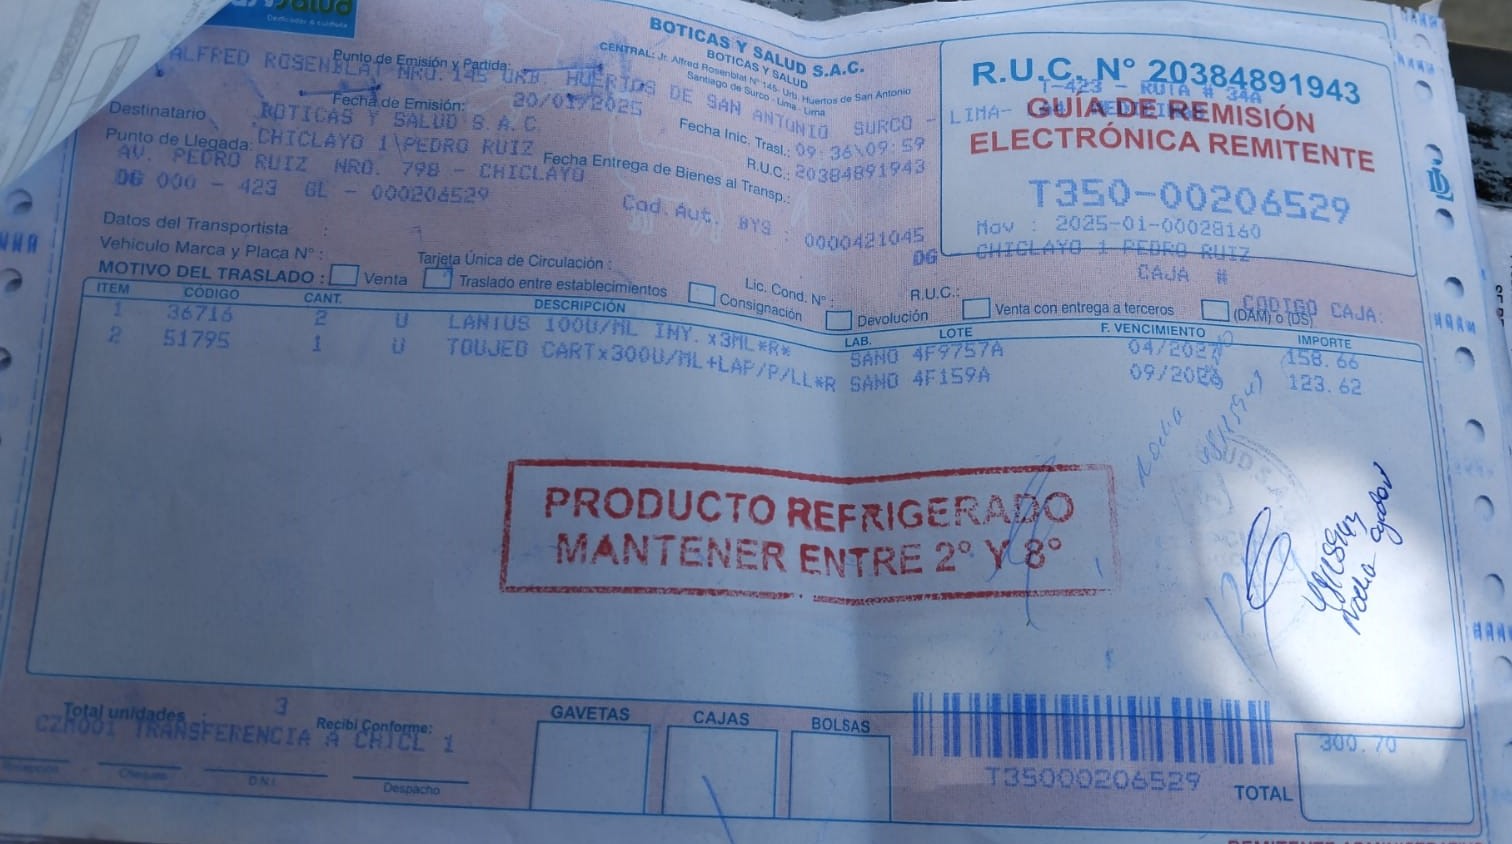 Salud
BOTICAS Y SALUD S.A.C.
BOTICAS Y SALUD
CENTRAL: Jr. Alfred Rosenblat N° 145- Urb. Huertos de San Antonio
Santiago de Surco - Lima - Lima
Punto de Emisión y Partida:
ALFRED ROSENBLAT NRO. 145 URB. HUERTOS DE SAN ANTONIO SURCO - LIMA-
Fecha de Emisión: 20/01/2025
Fecha Inic. Trasl.: 09:36\09:59
Destinatario BOTICAS Y SALUD S.A.C.
R.U.C.: 20384891943
Punto de Llegada: CHICLAYO 1\PEDRO RUIZ
AV. PEDRO RUIZ NRO. 798 - CHICLAYO
Fecha Entrega de Bienes al Transp.:
DG 000 - 423 GL - 000206529
Cod. Aut. BYS : 0000421045
R.U.C. N° 20384891943
T-423 - RUTA # 34A
GUÍA DE REMISIÓN
ELECTRÓNICA REMITENTE
T350-00206529
Mov : 2025-01-00028160
DG CHICLAYO 1 PEDRO RUIZ
CAJA #
CODIGO CAJA:
Datos del Transportista :
Vehículo Marca y Placa N° :
Tarjeta Única de Circulación :
Lic. Cond. N° :
R.U.C.:
MOTIVO DEL TRASLADO : Venta Traslado entre establecimientos Consignación Devolución Venta con entrega a terceros (DAM) o (DS)
ITEM CÓDIGO CANT. DESCRIPCIÓN LAB. LOTE F. VENCIMIENTO IMPORTE
1 36716 2 U LANTUS 100U/ML INY. x3ML*R* SANO 4F9757A 04/2027 158.66
2 51795 1 U TOUJEO CARTx300U/ML+LAP/P/LL*R SANO 4F159A 09/2026 123.62
PRODUCTO REFRIGERADO
MANTENER ENTRE 2° Y 8°
Total unidades : 3
CZM001 TRANSFERENCIA A CHICL 1
Recibí Conforme:
Recepción Chequeo D.N.I. Despacho
GAVETAS CAJAS BOLSAS
T35000206529
TOTAL 300.70